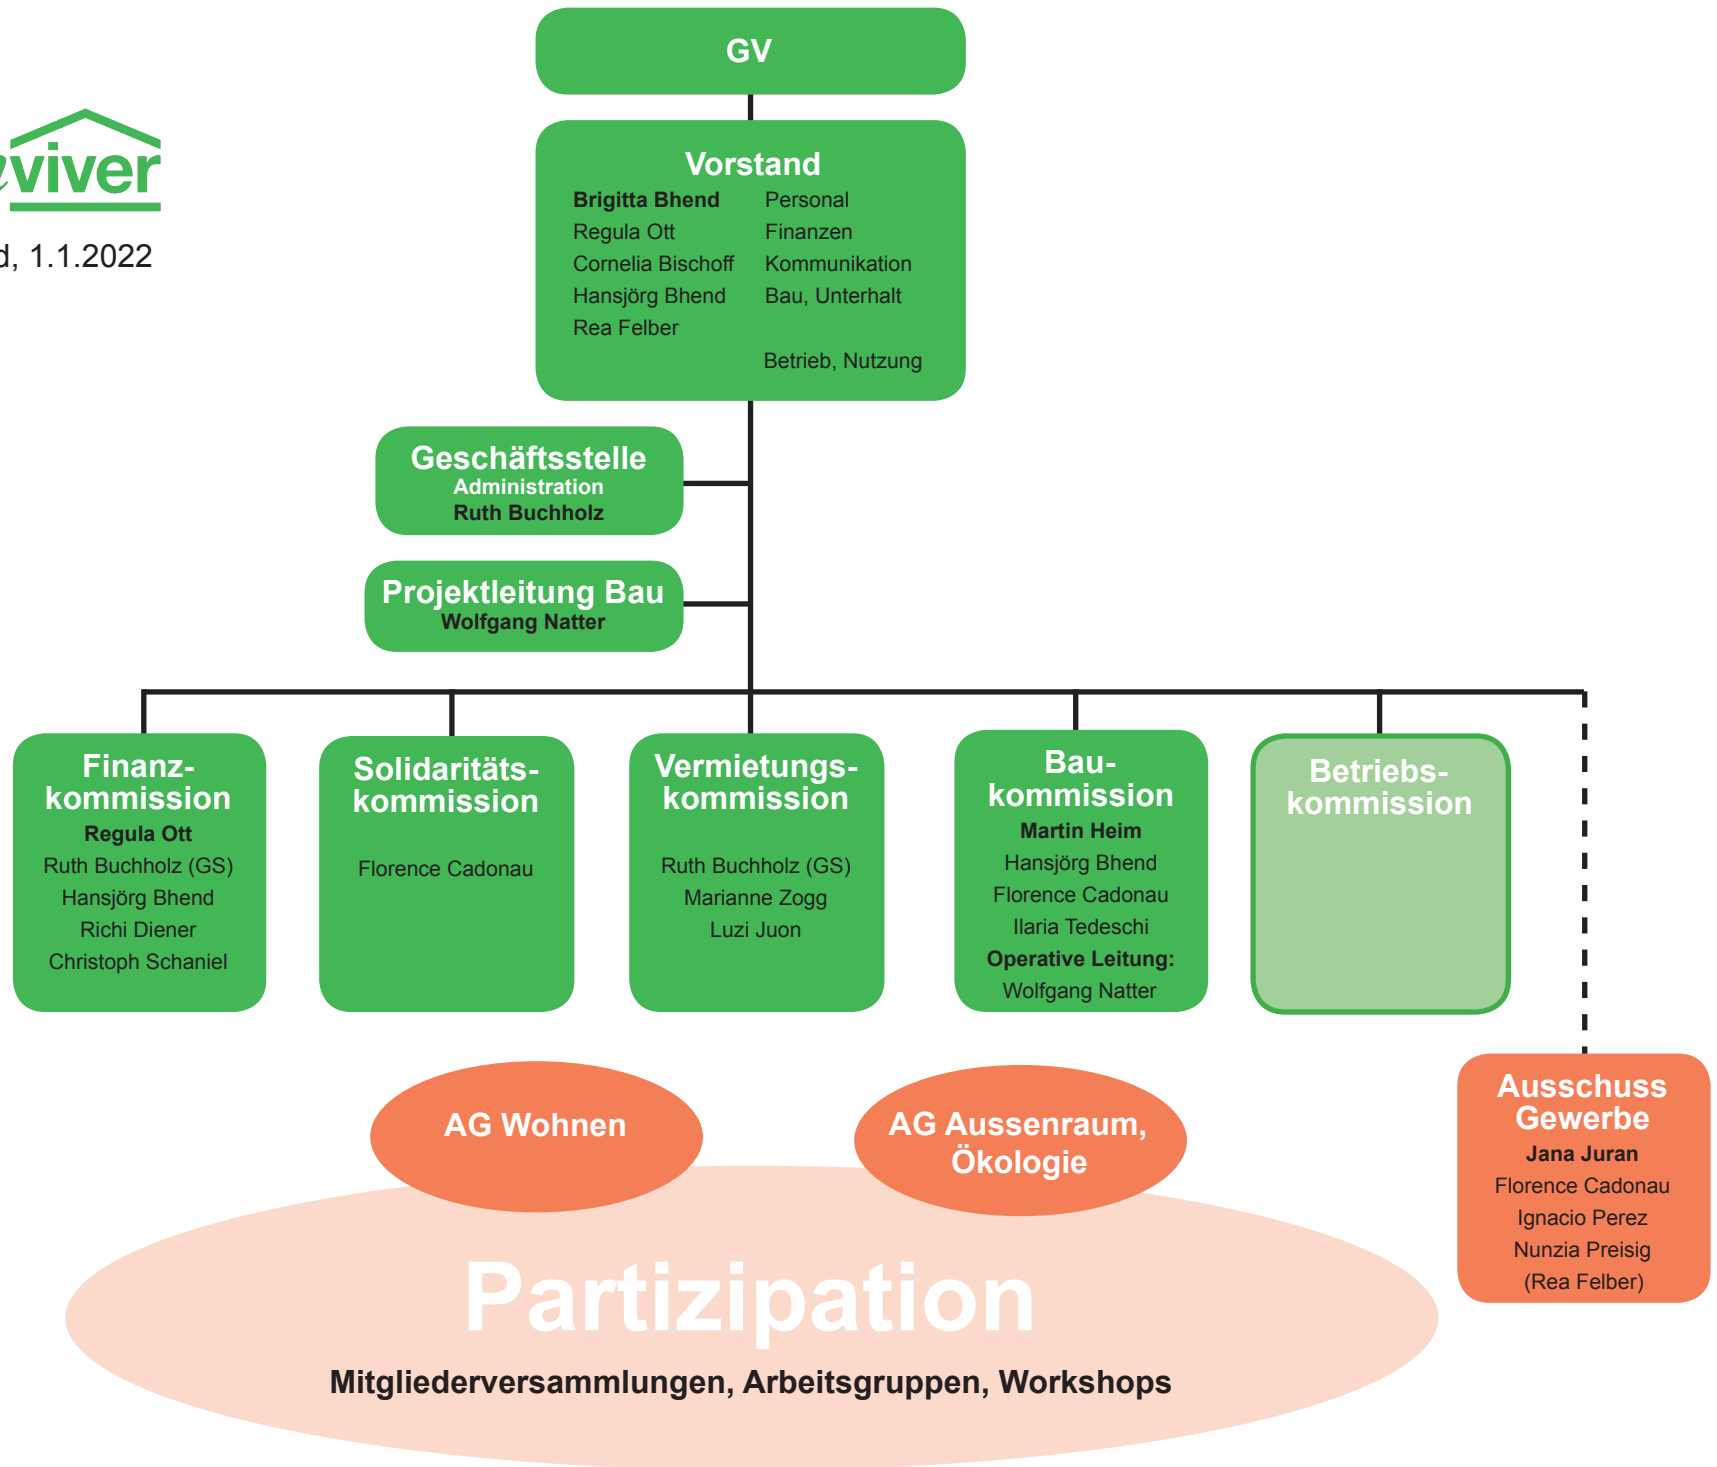 GV
viver
1.1.2022
Vorstand
Brigitta Bhend Personal
Regula Ott Finanzen
Cornelia Bischoff Kommunikation
Hansjörg Bhend Bau, Unterhalt
Rea Felber
Betrieb, Nutzung
Geschäftsstelle
Administration
Ruth Buchholz
Projektleitung Bau
Wolfgang Natter
Finanz-
kommission
Regula Ott
Ruth Buchholz (GS)
Hansjörg Bhend
Richi Diener
Christoph Schaniel
Solidaritäts-
kommission
Florence Cadonau
Vermietungs-
kommission
Ruth Buchholz (GS)
Marianne Zogg
Luzi Juon
Bau-
kommission
Martin Heim
Hansjörg Bhend
Florence Cadonau
Ilaria Tedeschi
Operative Leitung:
Wolfgang Natter
Betriebs-
kommission
Ausschuss
Gewerbe
Jana Juran
Florence Cadonau
Ignacio Perez
Nunzia Preisig
(Rea Felber)
AG Wohnen
AG Aussenraum,
Ökologie
Partizipation
Mitgliederversammlungen, Arbeitsgruppen, Workshops